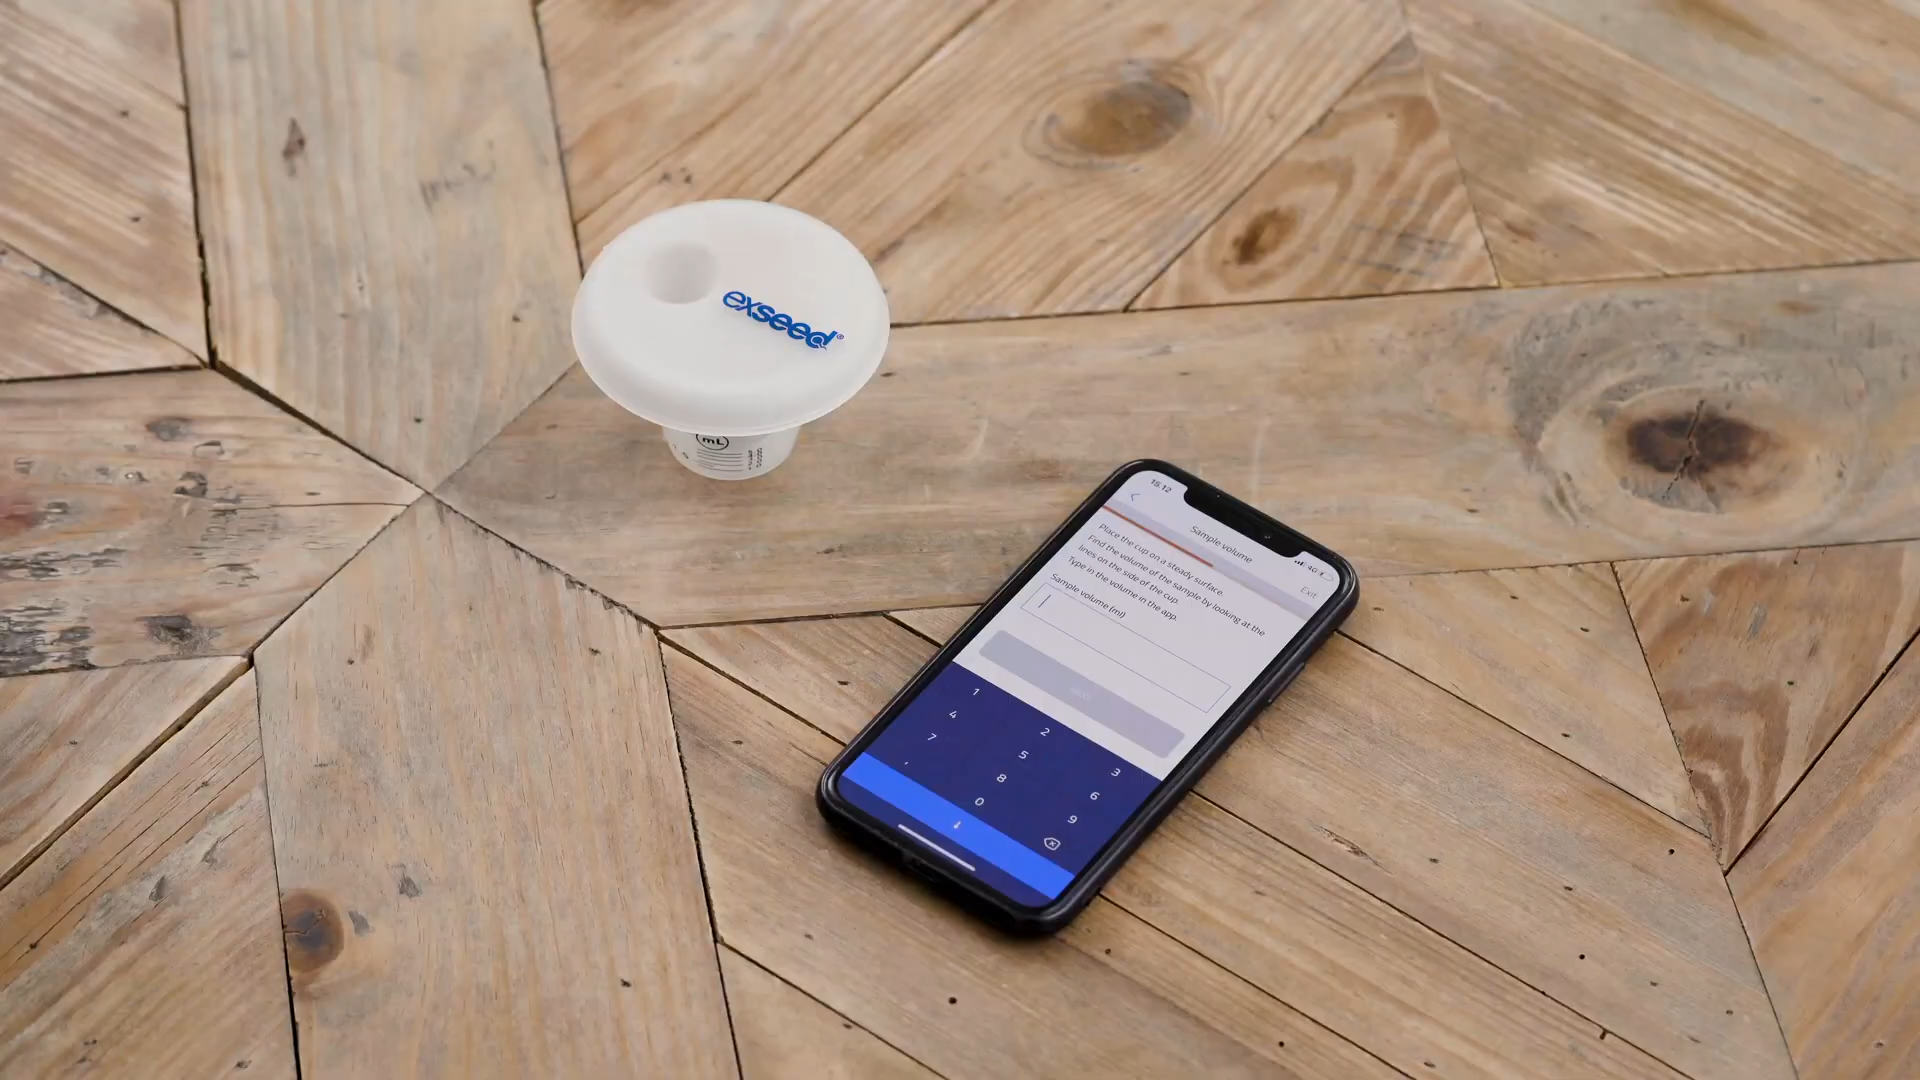 exseed®
mL
15.12
4G
Sample volume
Exit
Place the cup on a steady surface.
Find the volume of the sample by looking at the
lines on the side of the cup.
Type in the volume in the app.
Sample volume (ml)
1
2
3
4
5
6
7
8
9
,
0